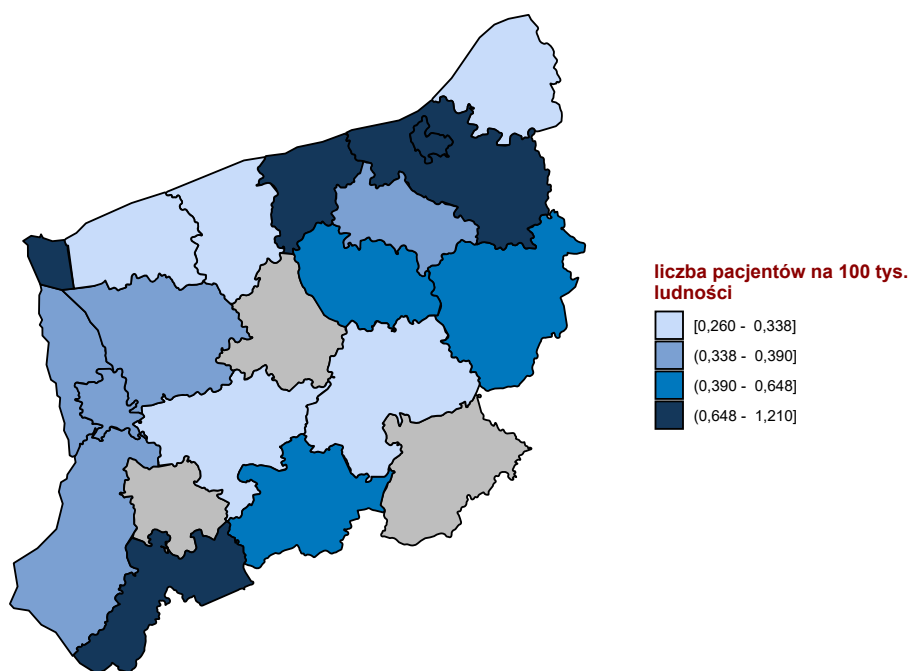 liczba pacjentów na 100 tys.
ludności
[0,260 - 0,338]
(0,338 - 0,390]
(0,390 - 0,648]
(0,648 - 1,210]